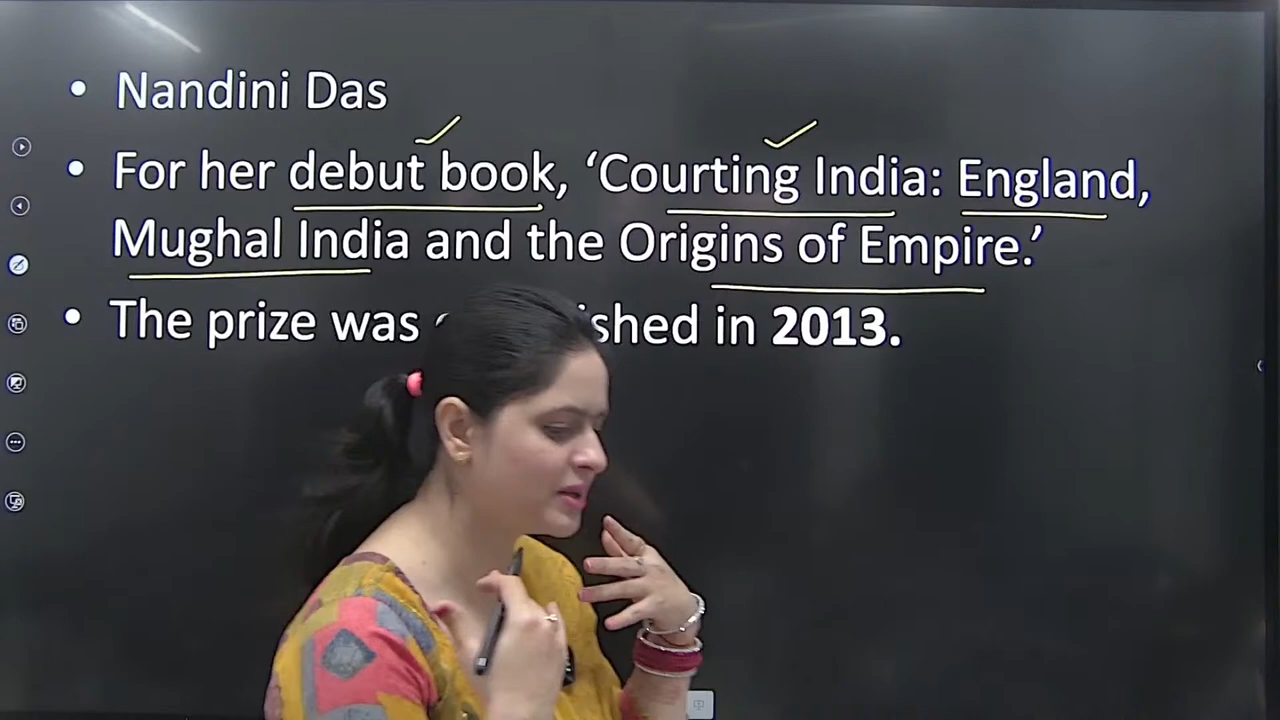 • Nandini Das
• For her debut book, ‘Courting India: England,
Mughal India and the Origins of Empire.’
• The prize was shed in 2013.